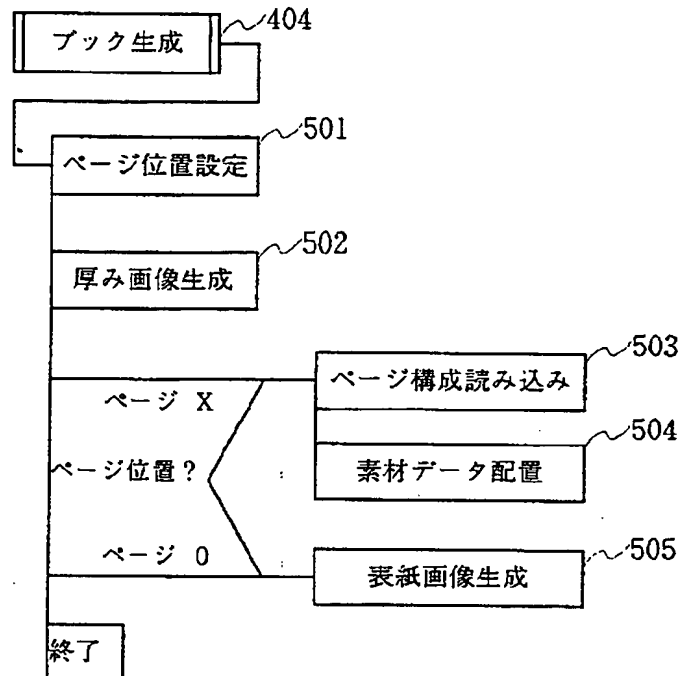 ブック生成
404
ページ位置設定
501
厚み画像生成
502
ページ X
ページ構成読み込み
503
ページ位置?
素材データ配置
504
ページ 0
表紙画像生成
505
終了